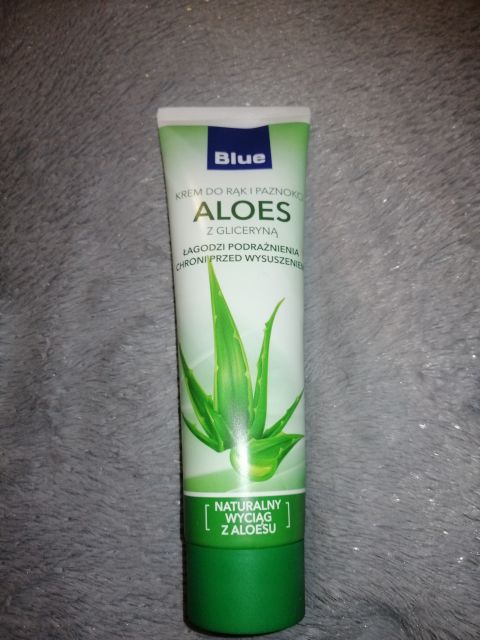 Blue
KREM DO RĄK I PAZNOKCI
ALOES
Z GLICERYNĄ
ŁAGODZI PODRAŻNIENIA
CHRONI PRZED WYSUSZENIEM
NATURALNY
WYCIĄG
Z ALOESU